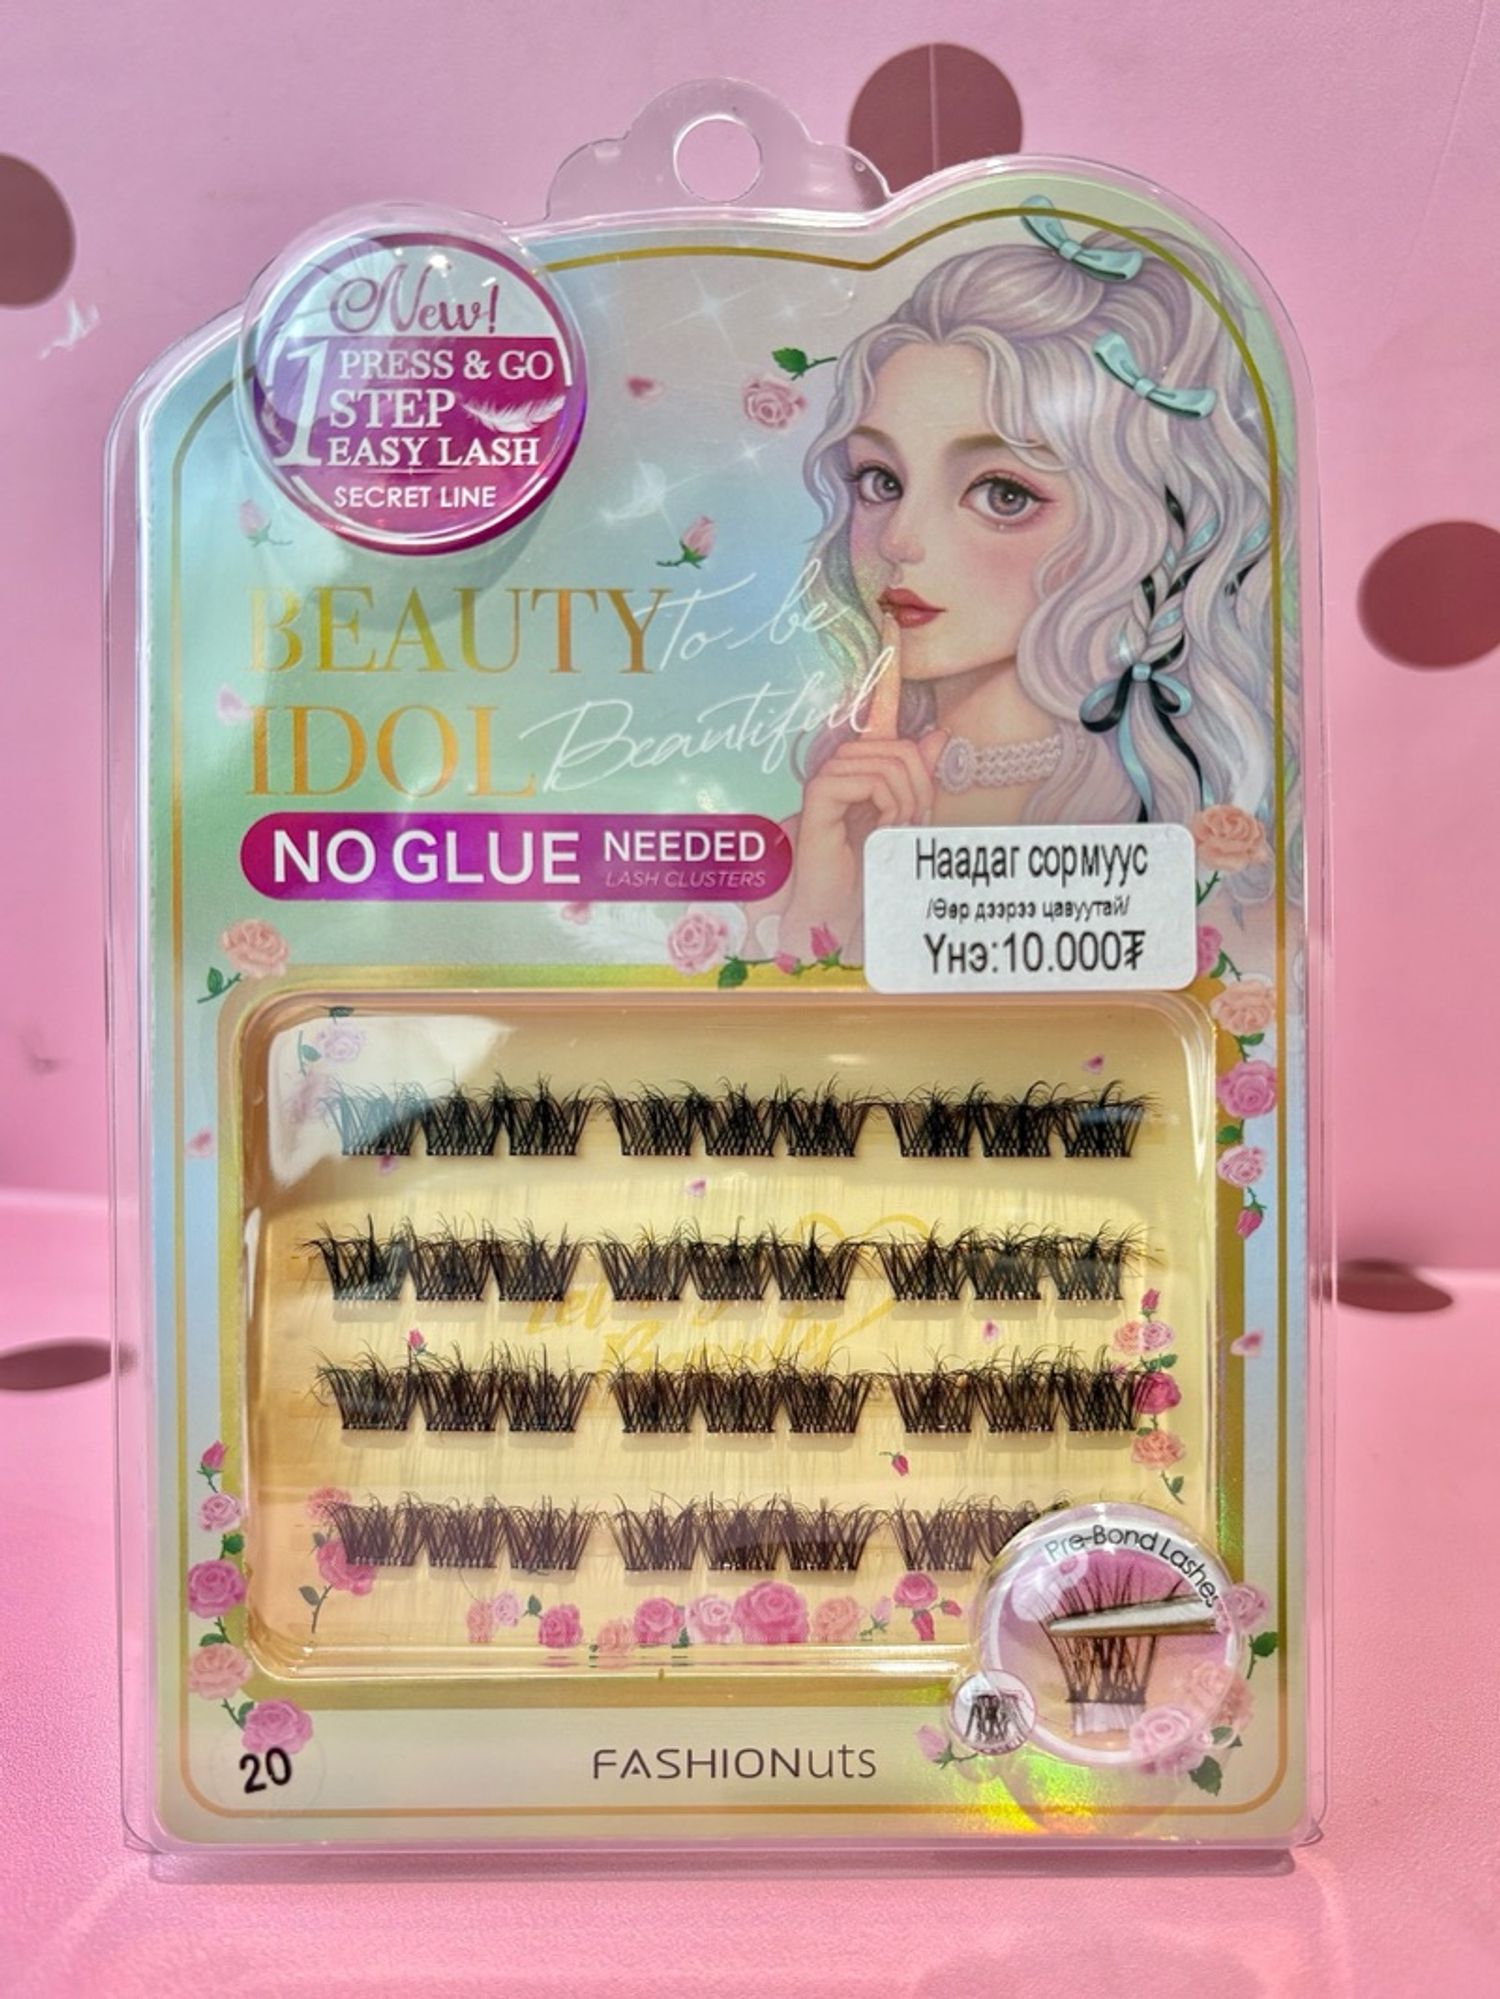 New!
1
PRESS & GO
STEP
EASY LASH
SECRET LINE
BEAUTY To be
IDOL Beautiful
NO GLUE NEEDED
LASH CLUSTERS
Наадаг сормуус
/Өөр дээрээ цавуутай/
Үнэ:10.000₮
Beauty
Pre-Bond Lashes
20
FASHIONuts